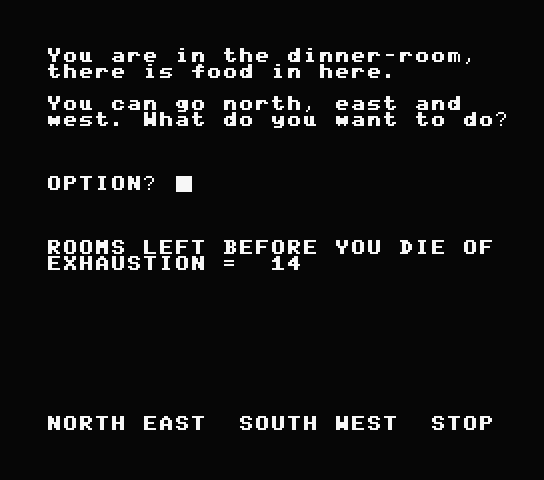 You are in the dinner-room,
there is food in here.
You can go north, east and
west. What do you want to do?
OPTION?
ROOMS LEFT BEFORE YOU DIE OF
EXHAUSTION = 14
NORTH EAST SOUTH WEST STOP